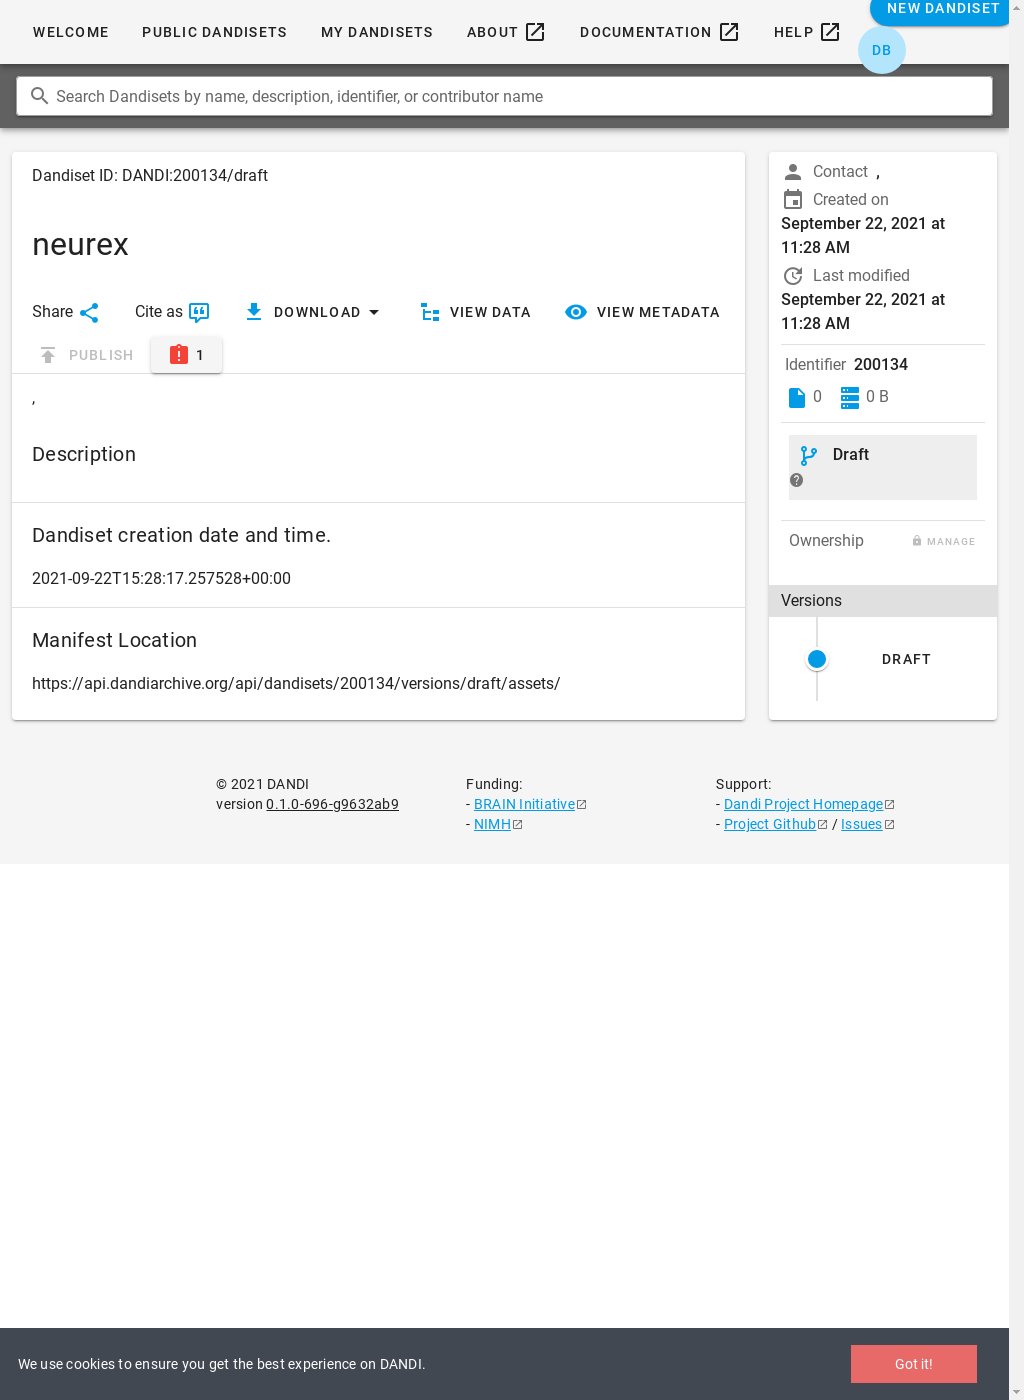 NEW DANDISET
WELCOME PUBLIC DANDISETS MY DANDISETS ABOUT DOCUMENTATION HELP
DB
Search Dandisets by name, description, identifier, or contributor name
Dandiset ID: DANDI:200134/draft
neurex
Share Cite as DOWNLOAD VIEW DATA VIEW METADATA
PUBLISH 1
,
Description
Dandiset creation date and time.
2021-09-22T15:28:17.257528+00:00
Manifest Location
https://api.dandiarchive.org/api/dandisets/200134/versions/draft/assets/
Contact ,
Created on
September 22, 2021 at
11:28 AM
Last modified
September 22, 2021 at
11:28 AM
Identifier 200134
0 0 B
Draft
Ownership MANAGE
Versions
DRAFT
© 2021 DANDI
version 0.1.0-696-g9632ab9
Funding:
- BRAIN Initiative
- NIMH
Support:
- Dandi Project Homepage
- Project Github / Issues
We use cookies to ensure you get the best experience on DANDI.
Got it!